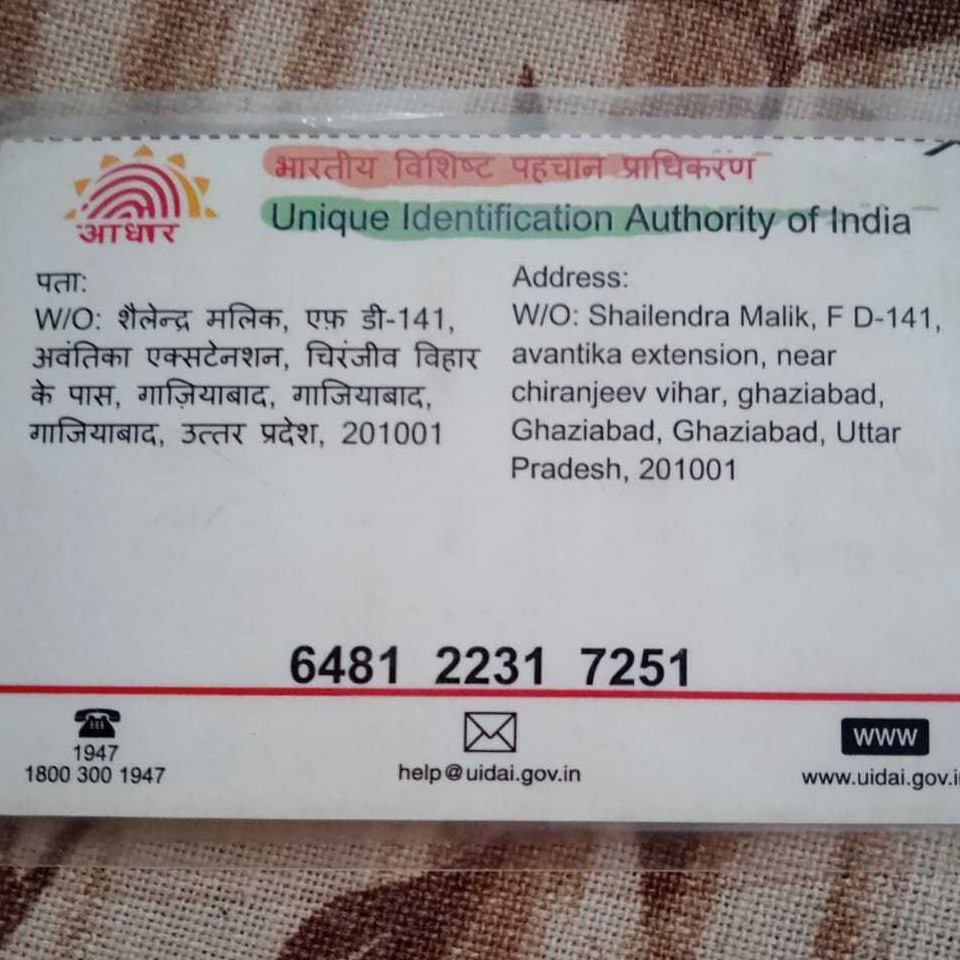 भारतीय विशिष्ट पहचान प्राधिकरण
Unique Identification Authority of India
आधार
पता:
W/O: शैलेन्द्र मलिक, एफ़ डी-141,
अवंतिका एक्सटेनशन, चिरंजीव विहार
के पास, गाज़ियाबाद, गाजियाबाद,
गाजियाबाद, उत्तर प्रदेश, 201001
Address:
W/O: Shailendra Malik, F D-141,
avantika extension, near
chiranjeev vihar, ghaziabad,
Ghaziabad, Ghaziabad, Uttar
Pradesh, 201001
6481 2231 7251
1947
1800 300 1947
help@uidai.gov.in
www
www.uidai.gov.i